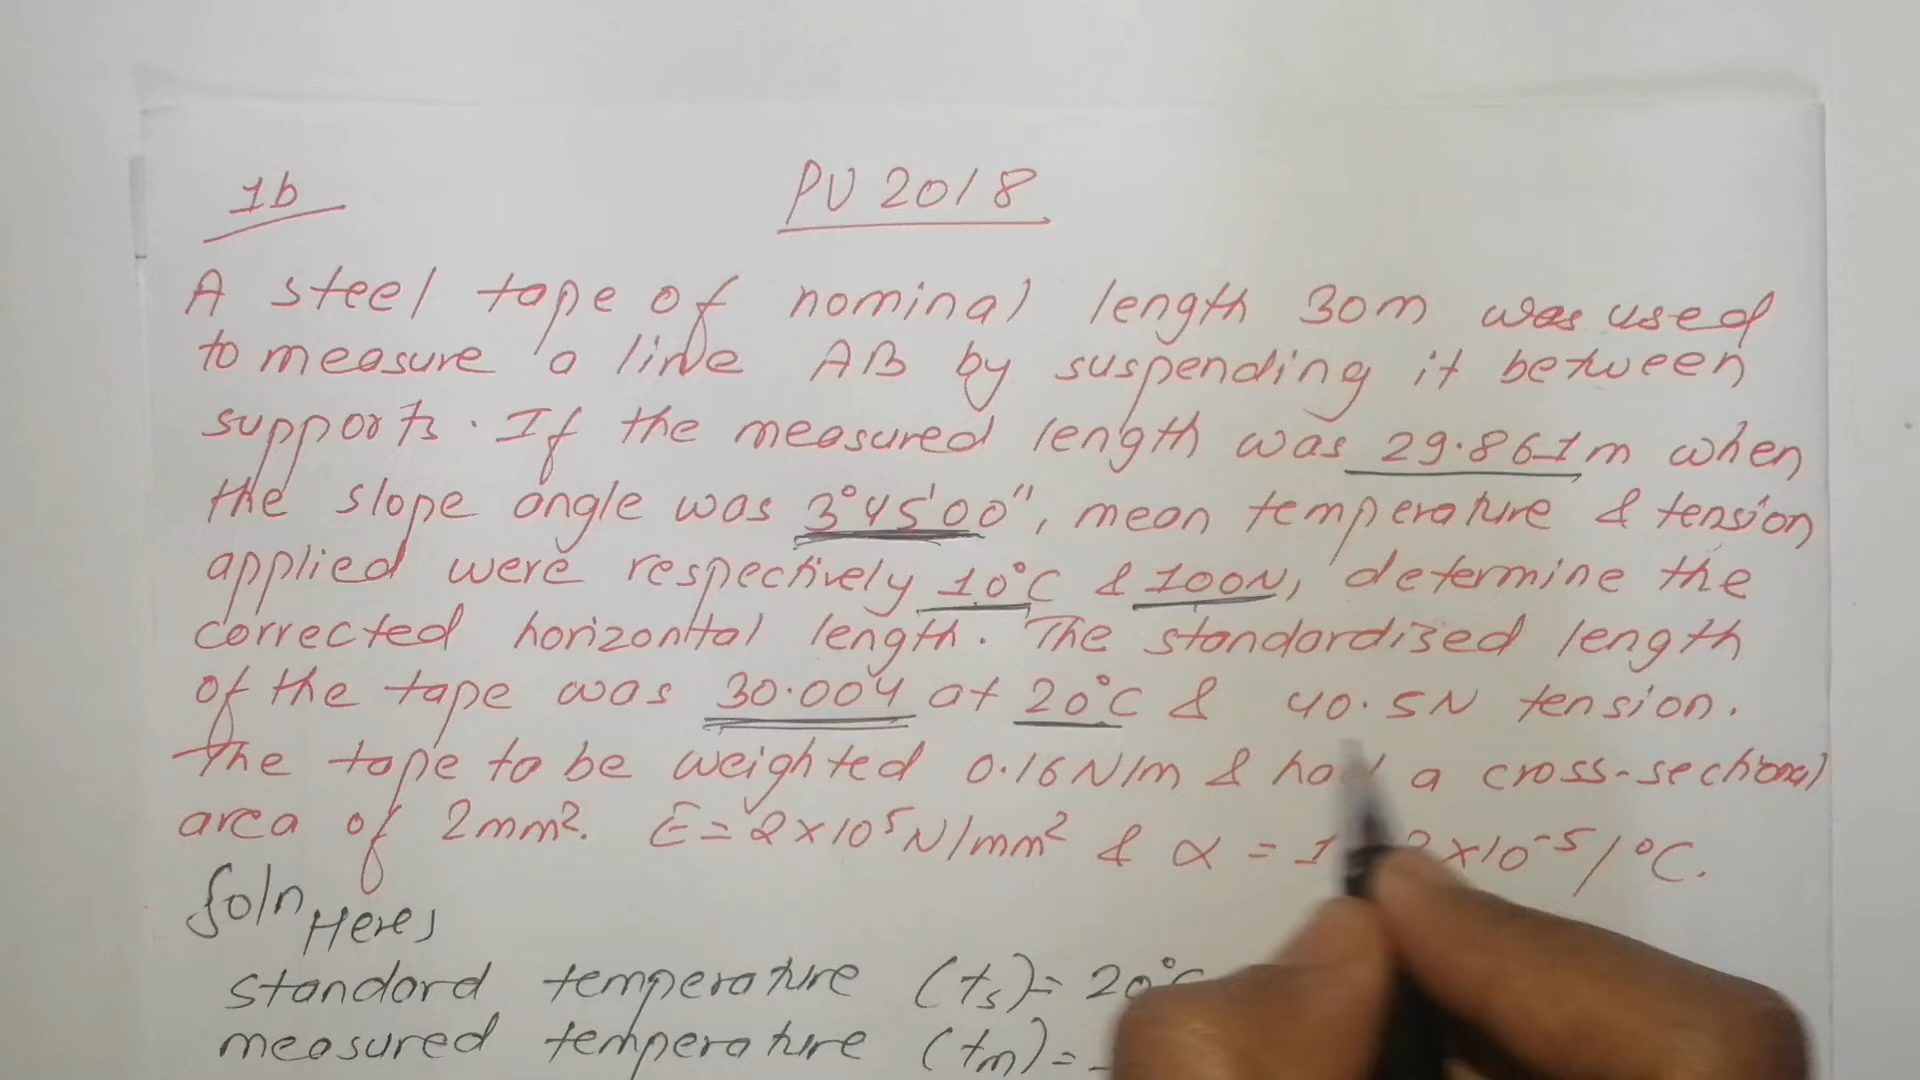 1b
PU 2018
A steel tape of nominal length 30m was used
to measure a line AB by suspending it between
supports. If the measured length was 29.861m when
the slope angle was 3°45'00", mean temperature & tension
applied were respectively 10°C & 100N, determine the
corrected horizontal length. The standardized length
of the tape was 30.004 at 20°C & 40.5N tension.
The tape to be weighted 0.16N/m & had a cross-sectional
area of 2mm². E=2×10⁵N/mm² & α = 1 2×10⁻⁵/°C.
Soln Here,
standard temperature (ts)= 20°C
measured temperature (tm)=